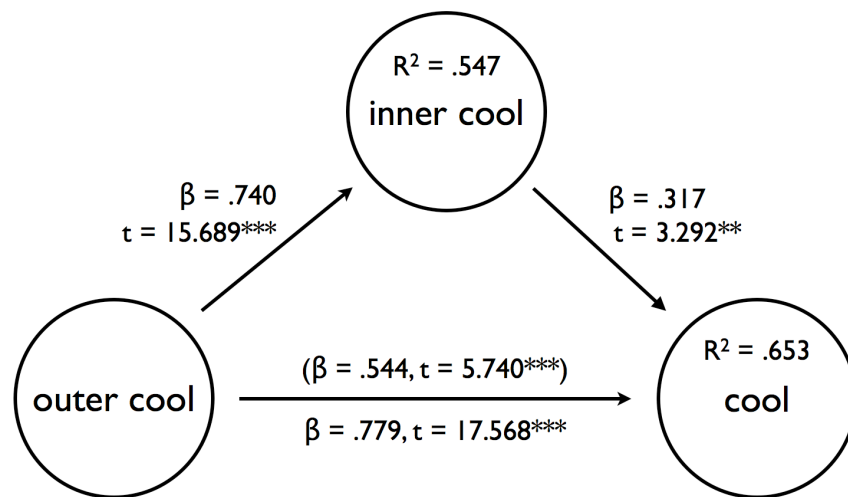 R² = .547
inner cool
β = .740
t = 15.689***
β = .317
t = 3.292**
outer cool
(β = .544, t = 5.740***)
β = .779, t = 17.568***
R² = .653
cool